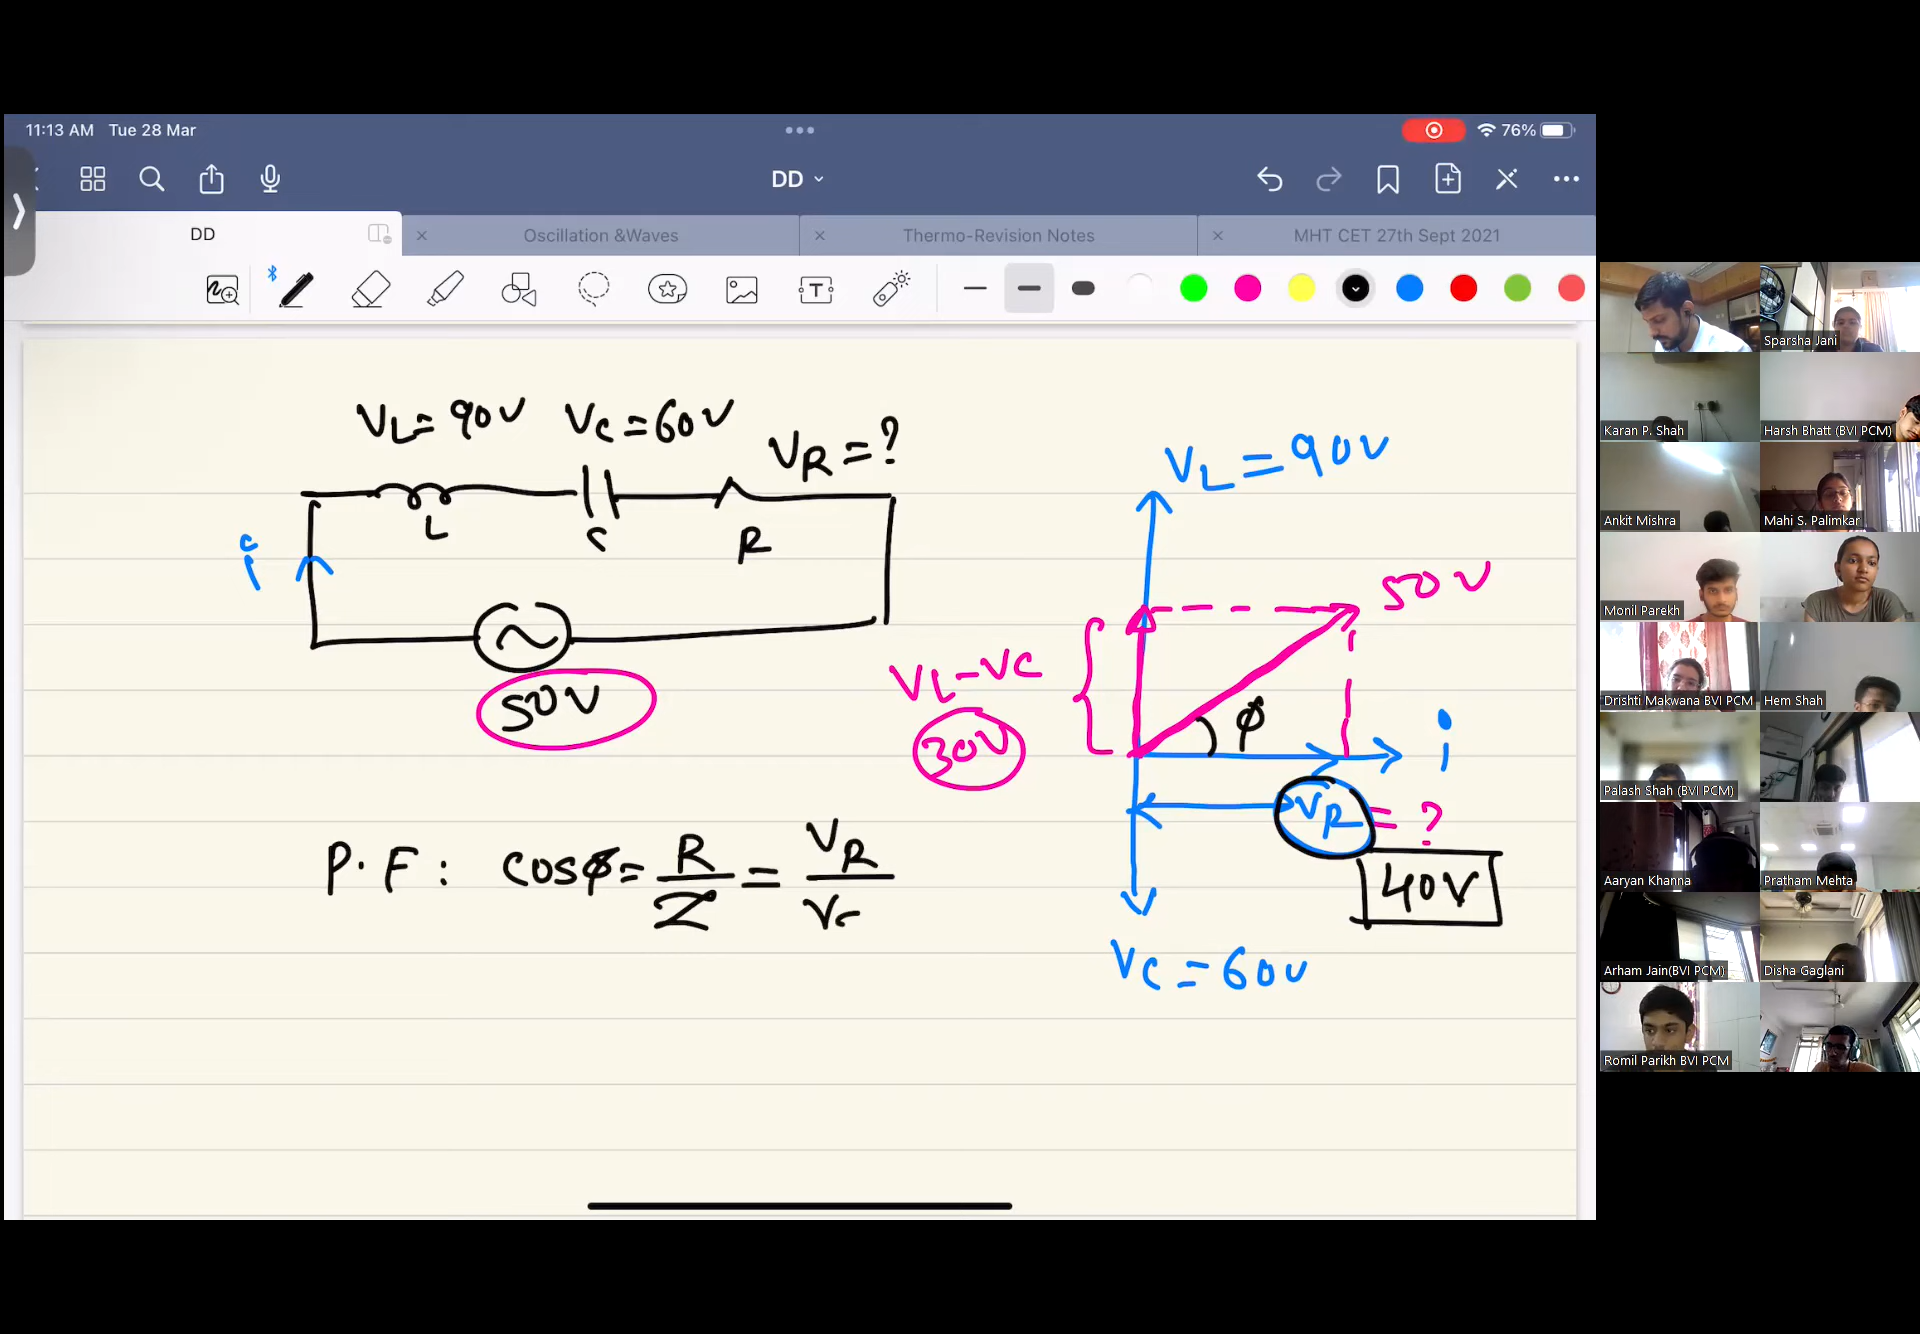 11:13 AM Tue 28 Mar
76%
DD
DD
Oscillation &Waves
Thermo-Revision Notes
MHT CET 27th Sept 2021
T
VL = 90V VC = 60V
VR = ?
L
C
R
i
50V
VL = 90V
50V
VL-VC
30V
φ
i
VR = ?
40V
VC = 60V
P.F : cosφ = R/Z = VR/V
Sparsha Jani
Karan P. Shah
Harsh Bhatt (BVI PCM)
Ankit Mishra
Mahi S. Palimkar
Monil Parekh
Drishti Makwana BVI PCM
Hem Shah
Palash Shah (BVI PCM)
Aaryan Khanna
Pratham Mehta
Arham Jain(BVI PCM)
Disha Gaglani
Romil Parikh BVI PCM